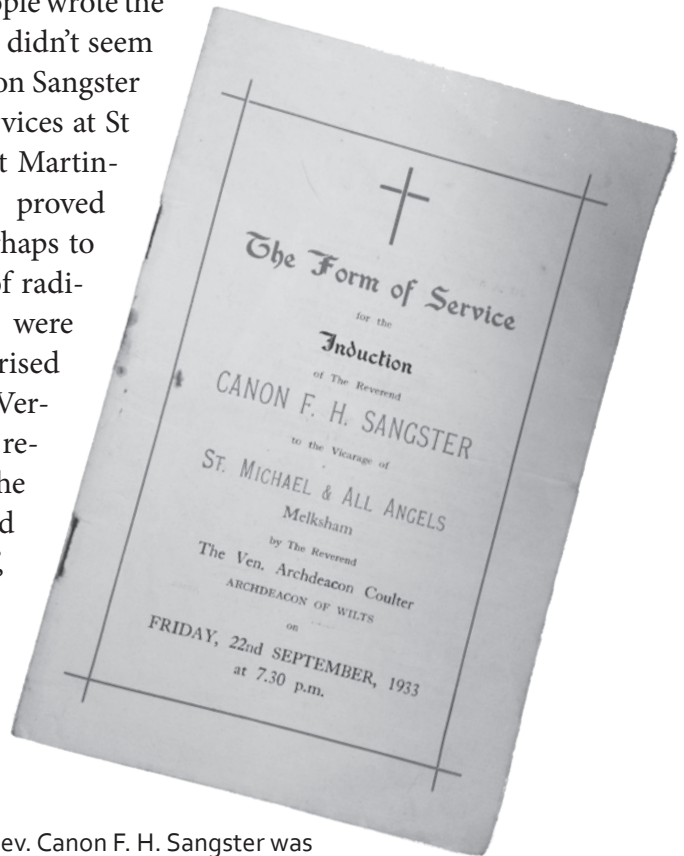 ple wrote the
didn’t seem
on Sangster
vices at St
t Martin-
proved
haps to
of radi-
were
rised
Ver-
re-
he
d
,
The Form of Service
for the
Induction
of The Reverend
CANON F. H. SANGSTER
to the Vicarage of
ST. MICHAEL & ALL ANGELS
Melksham
by The Reverend
The Ven. Archdeacon Coulter
ARCHDEACON OF WILTS
on
FRIDAY, 22nd SEPTEMBER, 1933
at 7.30 p.m.
ev. Canon F. H. Sangster was